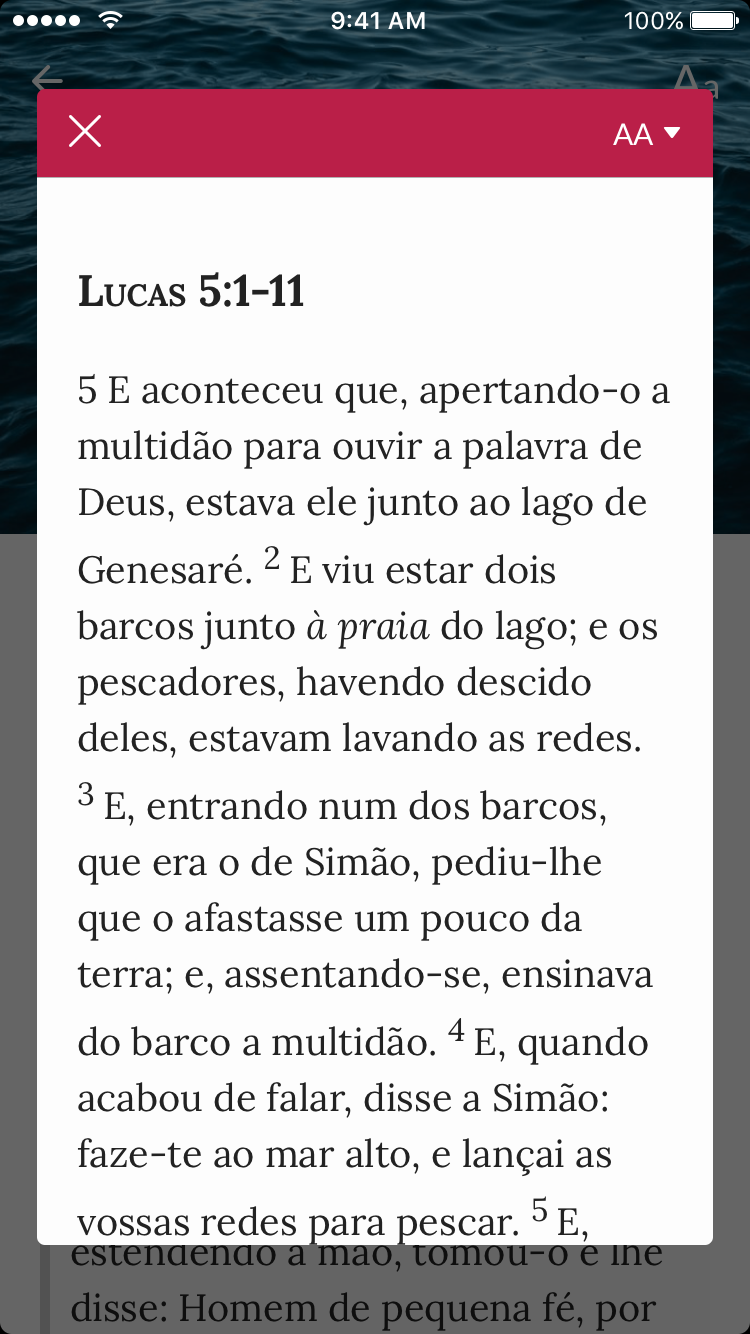 9:41 AM
100%
Aa
AA
Lucas 5:1-11
5 E aconteceu que, apertando-o a
multidão para ouvir a palavra de
Deus, estava ele junto ao lago de
Genesaré. 2 E viu estar dois
barcos junto à praia do lago; e os
pescadores, havendo descido
deles, estavam lavando as redes.
3 E, entrando num dos barcos,
que era o de Simão, pediu-lhe
que o afastasse um pouco da
terra; e, assentando-se, ensinava
do barco a multidão. 4 E, quando
acabou de falar, disse a Simão:
faze-te ao mar alto, e lançai as
vossas redes para pescar. 5 E,
estendendo a mão, tomou-o e lhe
disse: Homem de pequena fé, por